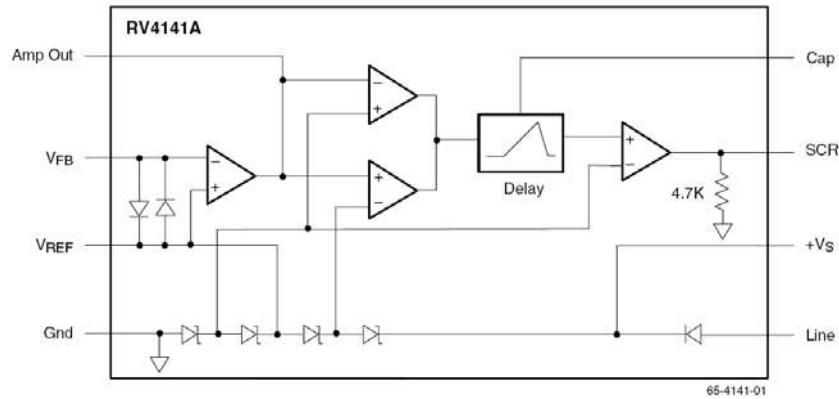 RV4141A
Amp Out
Cap
−
+
VFB
−
+
+
−
Delay
+
−
SCR
4.7K
VREF
+VS
Gnd
Line
65-4141-01